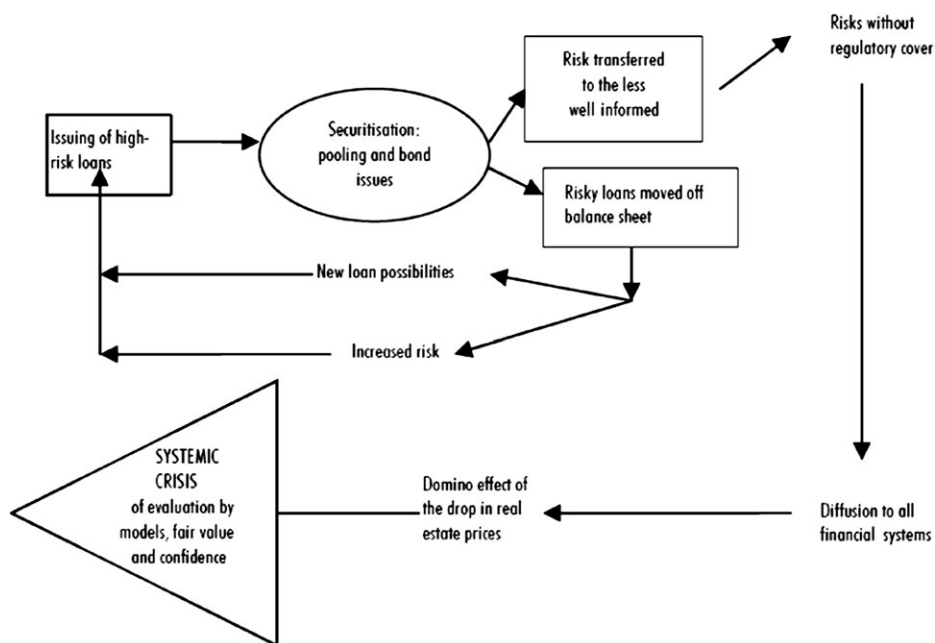 Risks without
regulatory cover
Risk transferred
to the less
well informed
Issuing of high-
risk loans
Securitisation:
pooling and bond
issues
Risky loans moved off
balance sheet
New loan possibilities
Increased risk
SYSTEMIC
CRISIS
of evaluation by
models, fair value
and confidence
Domino effect of
the drop in real
estate prices
Diffusion to all
financial systems